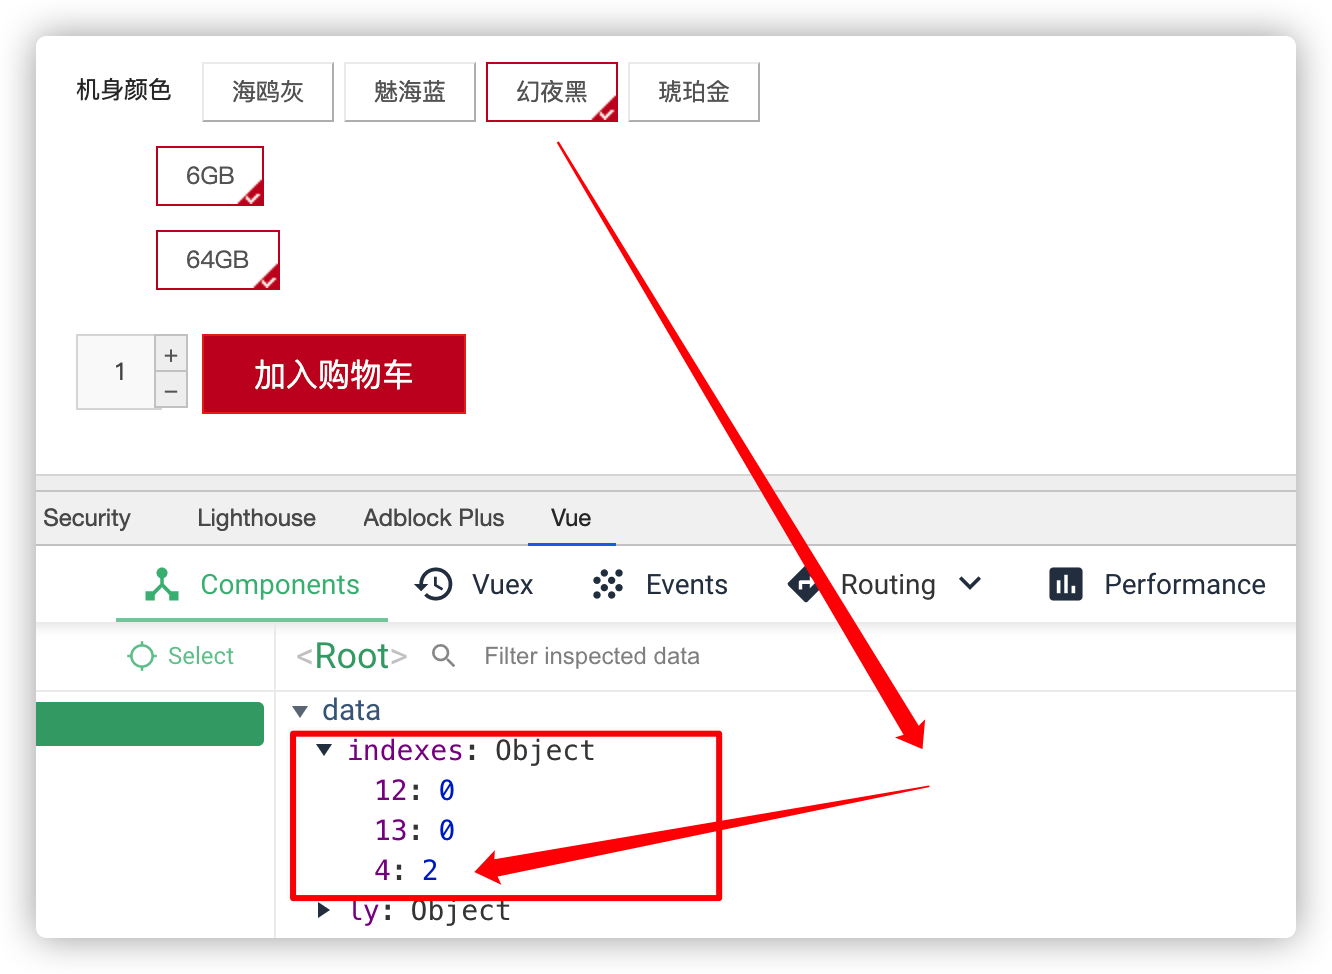 机身颜色 海鸥灰 魅海蓝 幻夜黑 琥珀金
6GB
64GB
1 + −
加入购物车
Security Lighthouse Adblock Plus Vue
Components Vuex Events Routing Performance
Select <Root> Filter inspected data
data
indexes: Object
12: 0
13: 0
4: 2
ly: Object